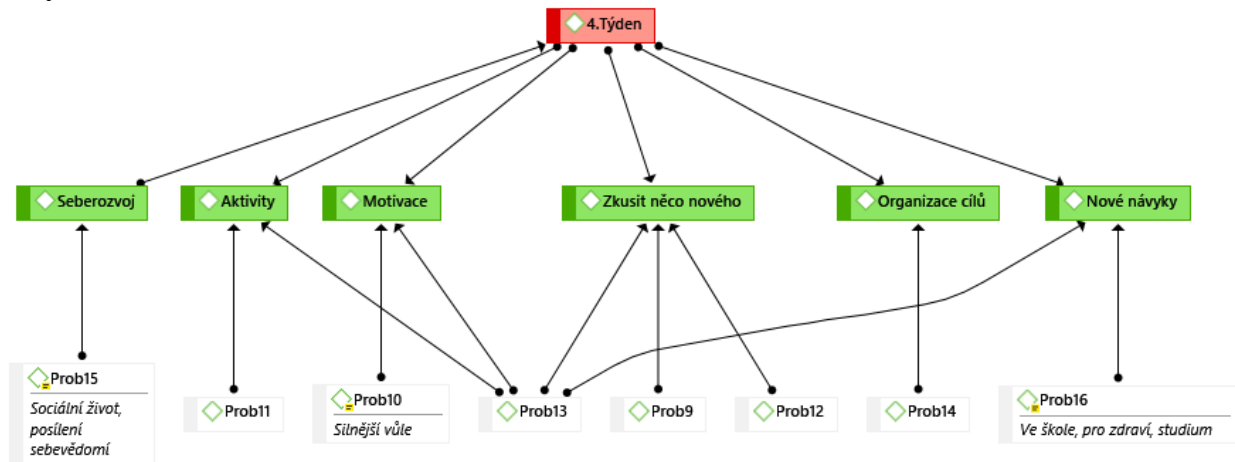 4.Týden
Seberozvoj
Aktivity
Motivace
Zkusit něco nového
Organizace cílů
Nové návyky
Prob15
Sociální život,
posílení
sebevědomí
Prob11
Prob10
Silnější vůle
Prob13
Prob9
Prob12
Prob14
Prob16
Ve škole, pro zdraví, studium